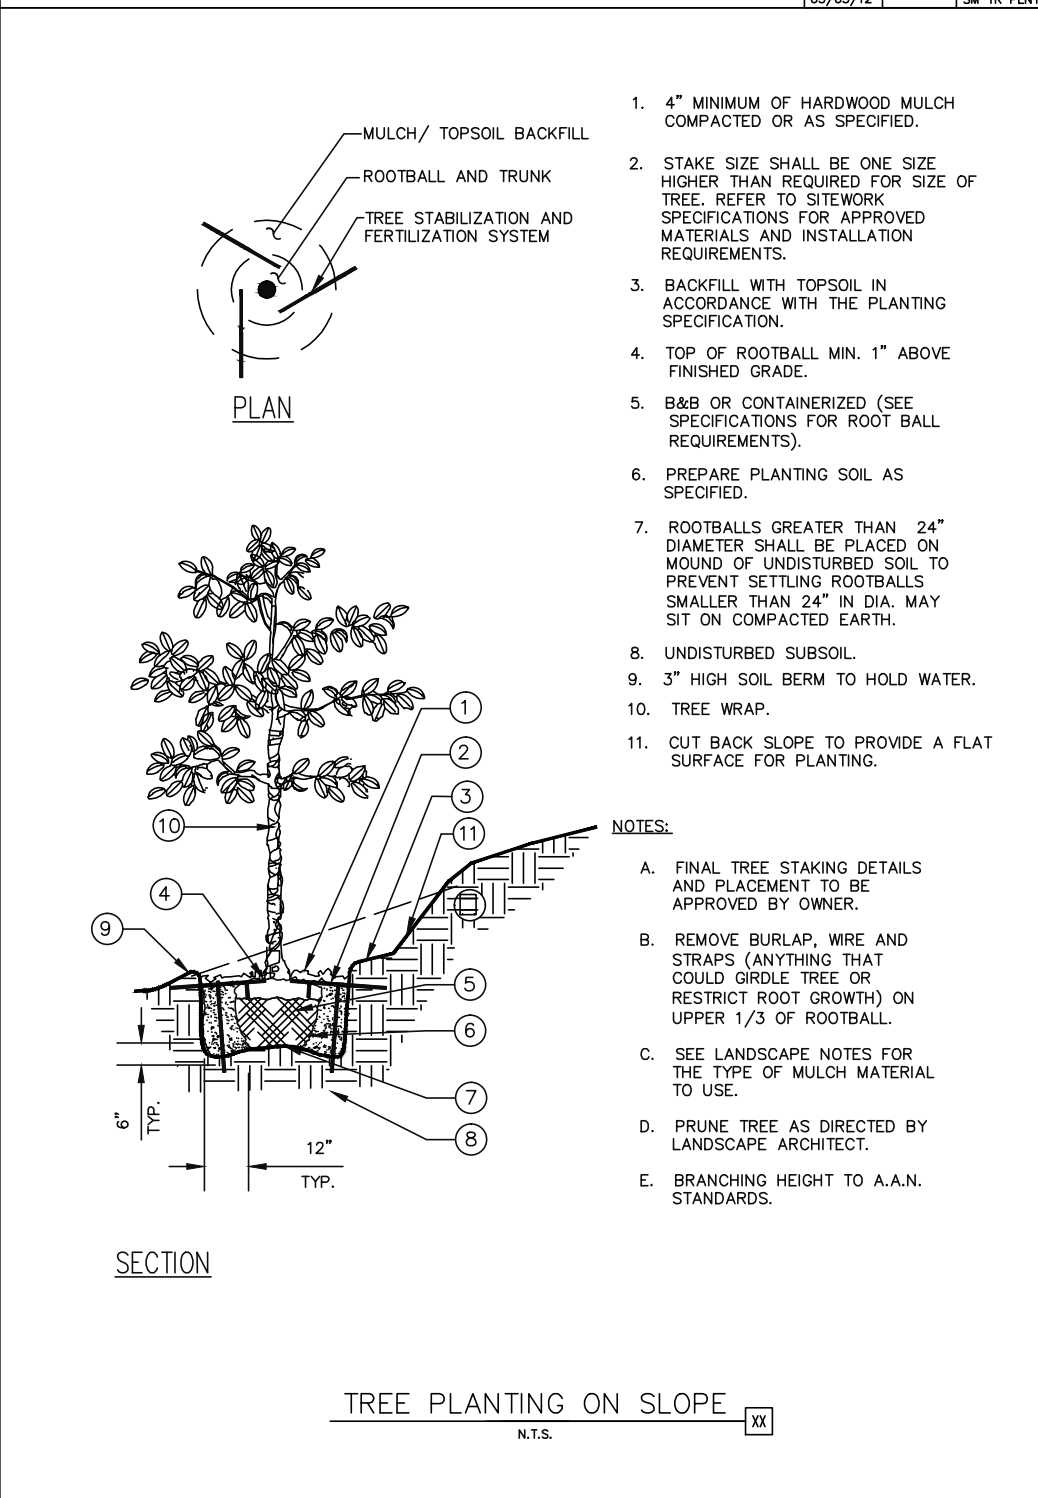 03/05/12
SM TR PLNT
MULCH/ TOPSOIL BACKFILL
ROOTBALL AND TRUNK
TREE STABILIZATION AND
FERTILIZATION SYSTEM
PLAN
1. 4" MINIMUM OF HARDWOOD MULCH
COMPACTED OR AS SPECIFIED.
2. STAKE SIZE SHALL BE ONE SIZE
HIGHER THAN REQUIRED FOR SIZE OF
TREE. REFER TO SITEWORK
SPECIFICATIONS FOR APPROVED
MATERIALS AND INSTALLATION
REQUIREMENTS.
3. BACKFILL WITH TOPSOIL IN
ACCORDANCE WITH THE PLANTING
SPECIFICATION.
4. TOP OF ROOTBALL MIN. 1" ABOVE
FINISHED GRADE.
5. B&B OR CONTAINERIZED (SEE
SPECIFICATIONS FOR ROOT BALL
REQUIREMENTS).
6. PREPARE PLANTING SOIL AS
SPECIFIED.
7. ROOTBALLS GREATER THAN 24"
DIAMETER SHALL BE PLACED ON
MOUND OF UNDISTURBED SOIL TO
PREVENT SETTLING ROOTBALLS
SMALLER THAN 24" IN DIA. MAY
SIT ON COMPACTED EARTH.
8. UNDISTURBED SUBSOIL.
9. 3" HIGH SOIL BERM TO HOLD WATER.
10. TREE WRAP.
11. CUT BACK SLOPE TO PROVIDE A FLAT
SURFACE FOR PLANTING.
NOTES:
A. FINAL TREE STAKING DETAILS
AND PLACEMENT TO BE
APPROVED BY OWNER.
B. REMOVE BURLAP, WIRE AND
STRAPS (ANYTHING THAT
COULD GIRDLE TREE OR
RESTRICT ROOT GROWTH) ON
UPPER 1/3 OF ROOTBALL.
C. SEE LANDSCAPE NOTES FOR
THE TYPE OF MULCH MATERIAL
TO USE.
D. PRUNE TREE AS DIRECTED BY
LANDSCAPE ARCHITECT.
E. BRANCHING HEIGHT TO A.A.N.
STANDARDS.
1
2
3
11
10
4
9
5
6
7
8
6"
TYP.
12"
TYP.
SECTION
TREE PLANTING ON SLOPE
XX
N.T.S.